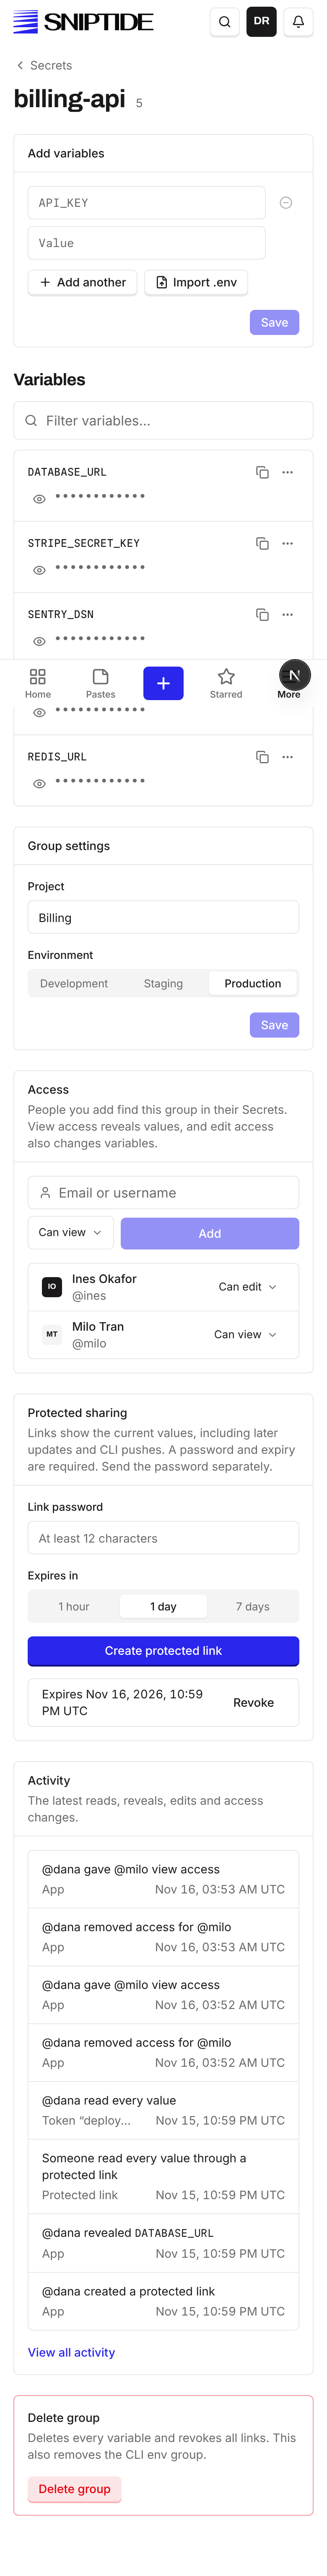 SNIPTIDE
DR
Secrets
billing-api 5
Add variables
API_KEY
Value
Add another
Import .env
Save
Variables
Filter variables...
DATABASE_URL
••••••••••••
STRIPE_SECRET_KEY
••••••••••••
SENTRY_DSN
••••••••••••
Home
Pastes
Starred
N
More
••••••••••••
REDIS_URL
••••••••••••
Group settings
Project
Billing
Environment
Development
Staging
Production
Save
Access
People you add find this group in their Secrets.
View access reveals values, and edit access
also changes variables.
Email or username
Can view
Add
IO
Ines Okafor
@ines
Can edit
MT
Milo Tran
@milo
Can view
Protected sharing
Links show the current values, including later
updates and CLI pushes. A password and expiry
are required. Send the password separately.
Link password
At least 12 characters
Expires in
1 hour
1 day
7 days
Create protected link
Expires Nov 16, 2026, 10:59
PM UTC
Revoke
Activity
The latest reads, reveals, edits and access
changes.
@dana gave @milo view access
App Nov 16, 03:53 AM UTC
@dana removed access for @milo
App Nov 16, 03:53 AM UTC
@dana gave @milo view access
App Nov 16, 03:52 AM UTC
@dana removed access for @milo
App Nov 16, 03:52 AM UTC
@dana read every value
Token “deploy... Nov 15, 10:59 PM UTC
Someone read every value through a
protected link
Protected link Nov 15, 10:59 PM UTC
@dana revealed DATABASE_URL
App Nov 15, 10:59 PM UTC
@dana created a protected link
App Nov 15, 10:59 PM UTC
View all activity
Delete group
Deletes every variable and revokes all links. This
also removes the CLI env group.
Delete group